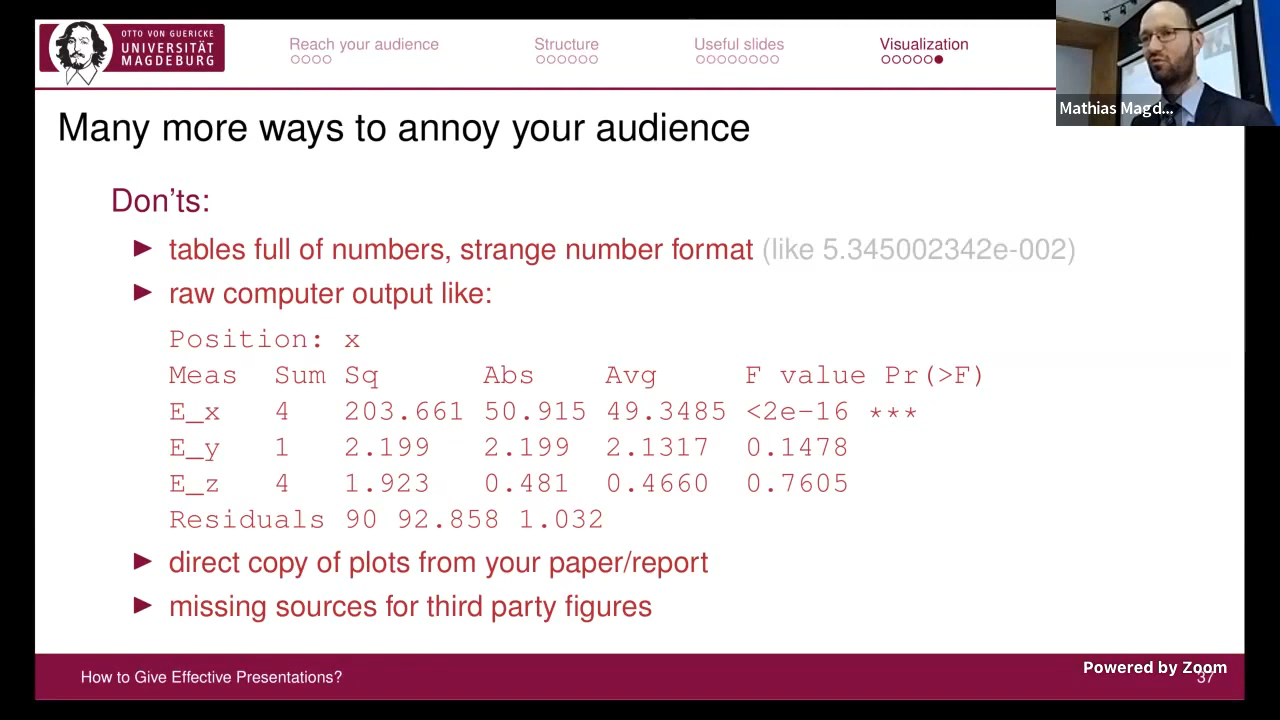 OTTO VON GUERICKE
UNIVERSITÄT
MAGDEBURG
Reach your audience
Structure
Useful slides
Visualization
Mathias Magd...
Many more ways to annoy your audience
Don'ts:
tables full of numbers, strange number format (like 5.345002342e-002)
raw computer output like:
Position: x
Meas Sum Sq Abs Avg F value Pr(>F)
E_x 4 203.661 50.915 49.3485 <2e-16 ***
E_y 1 2.199 2.199 2.1317 0.1478
E_z 4 1.923 0.481 0.4660 0.7605
Residuals 90 92.858 1.032
direct copy of plots from your paper/report
missing sources for third party figures
How to Give Effective Presentations?
Powered by Zoom
37